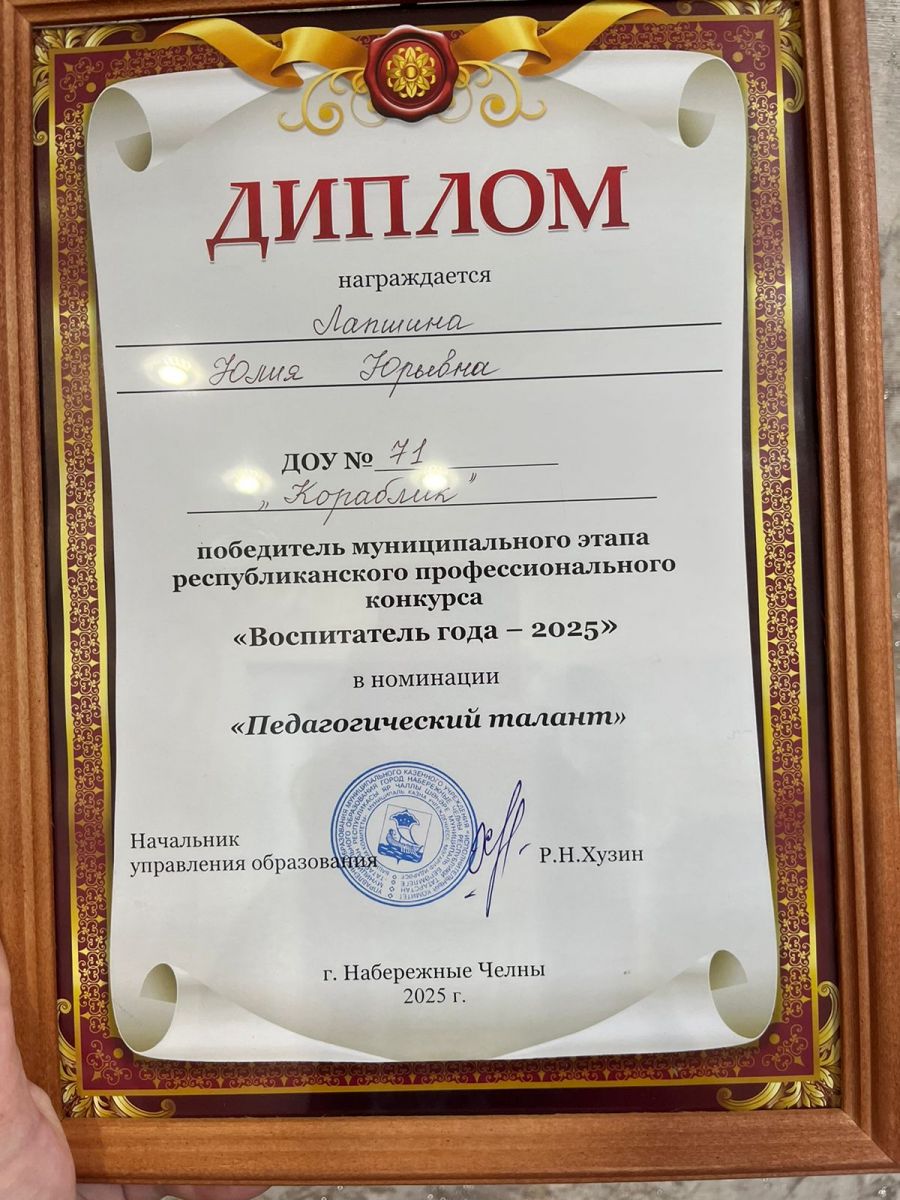 ДИПЛОМ
награждается
Лапшина
Юлия Юрьевна
ДОУ № 71
„Кораблик”
победитель муниципального этапа
республиканского профессионального
конкурса
«Воспитатель года – 2025»
в номинации
«Педагогический талант»
Начальник
управления образования
Р.Н.Хузин
г. Набережные Челны
2025 г.